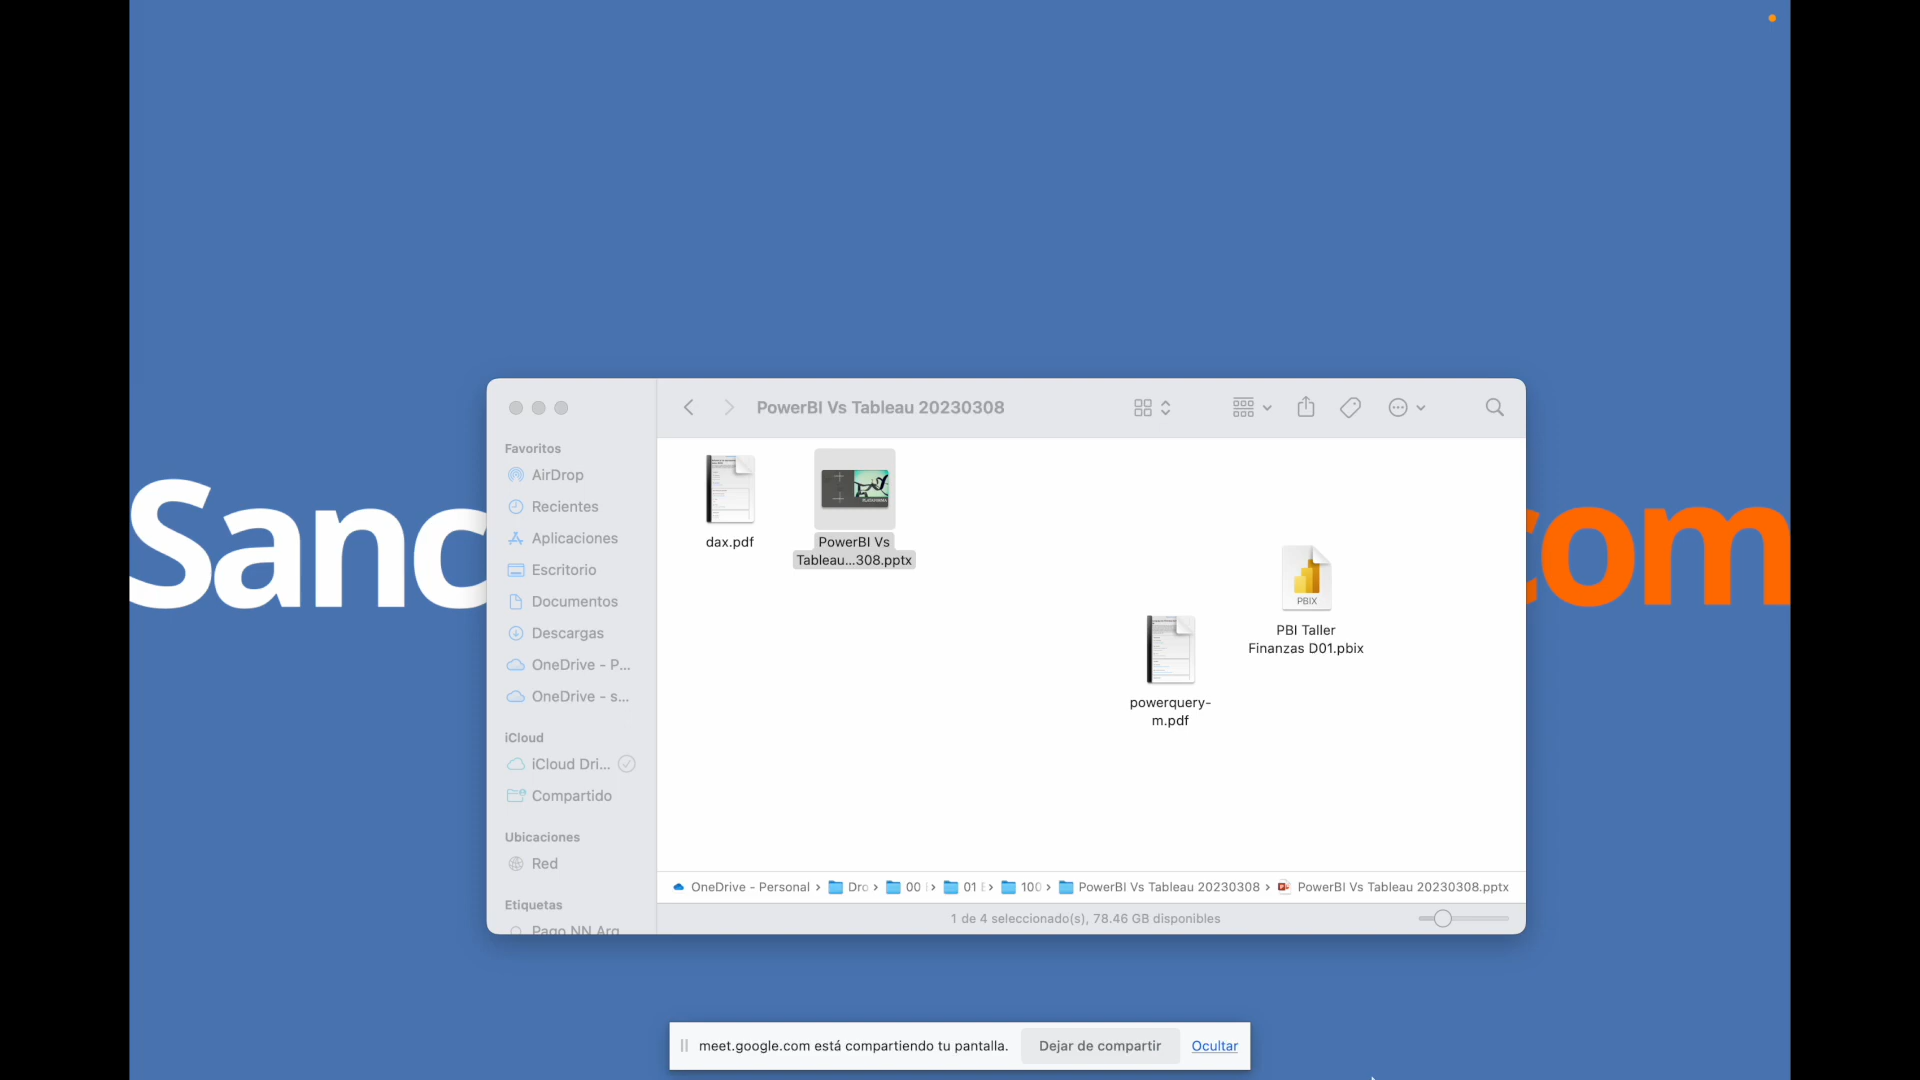 Sanc
com
PowerBI Vs Tableau 20230308
Favoritos
AirDrop
Recientes
Aplicaciones
Escritorio
Documentos
Descargas
OneDrive - P...
OneDrive - s...
iCloud
iCloud Dri...
Compartido
Ubicaciones
Red
Etiquetas
Pago NN Arg
dax.pdf
PowerBI Vs
Tableau...308.pptx
PBIX
PBI Taller
Finanzas D01.pbix
powerquery-
m.pdf
OneDrive - Personal › Dro › 00 › 01 › 100 › PowerBI Vs Tableau 20230308 › PowerBI Vs Tableau 20230308.pptx
1 de 4 seleccionado(s), 78.46 GB disponibles
meet.google.com está compartiendo tu pantalla.
Dejar de compartir
Ocultar